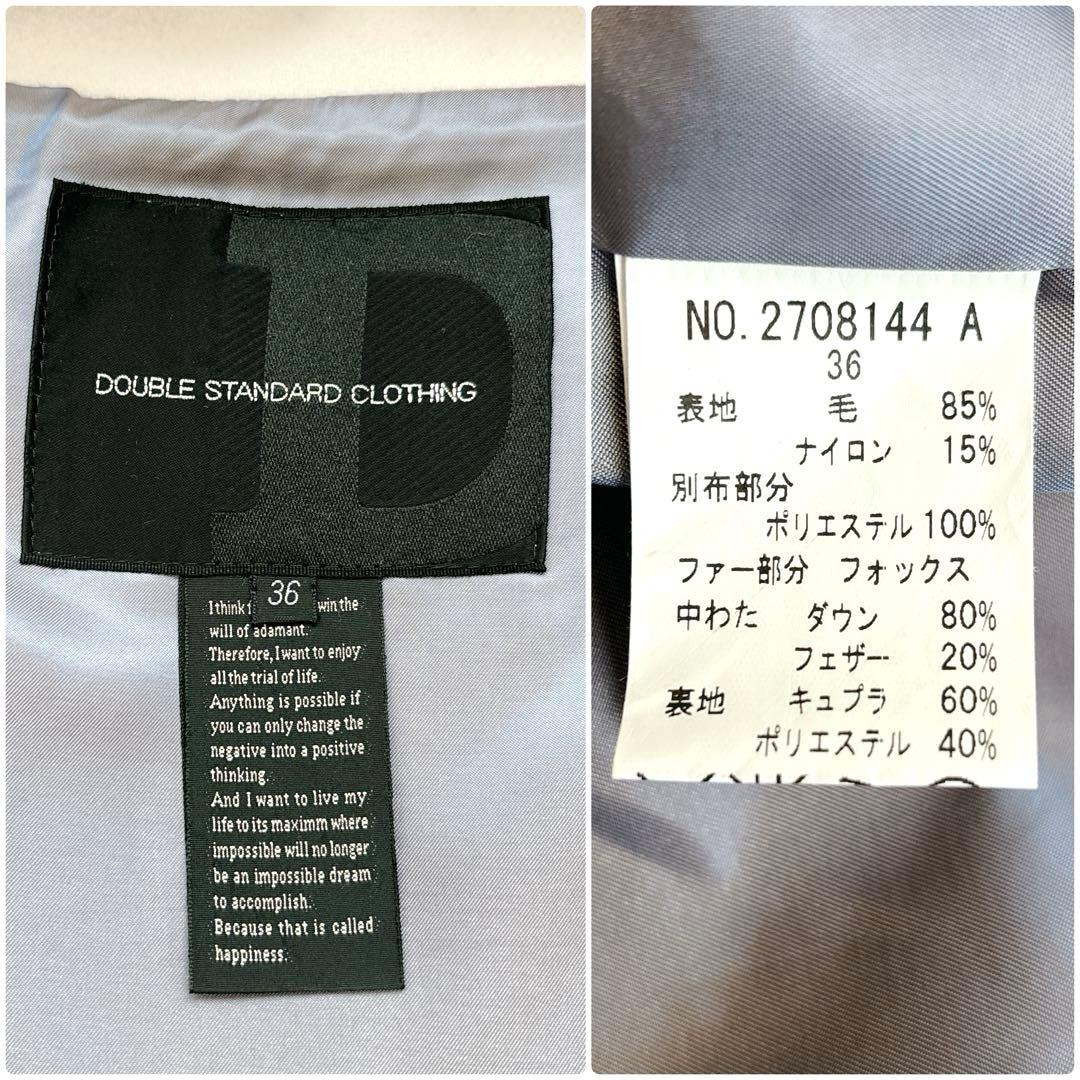 DOUBLE STANDARD CLOTHING
36
I think win the
will of adamant.
Therefore, I want to enjoy
all the trial of life.
Anything is possible if
you can only change the
negative into a positive
thinking.
And I want to live my
life to its maximm where
impossible will no longer
be an impossible dream
to accomplish.
Because that is called
happiness.
NO.2708144 A
36
表地 毛 85%
ナイロン 15%
別布部分
ポリエステル 100%
ファー部分 フォックス
中わた ダウン 80%
フェザー 20%
裏地 キュプラ 60%
ポリエステル 40%